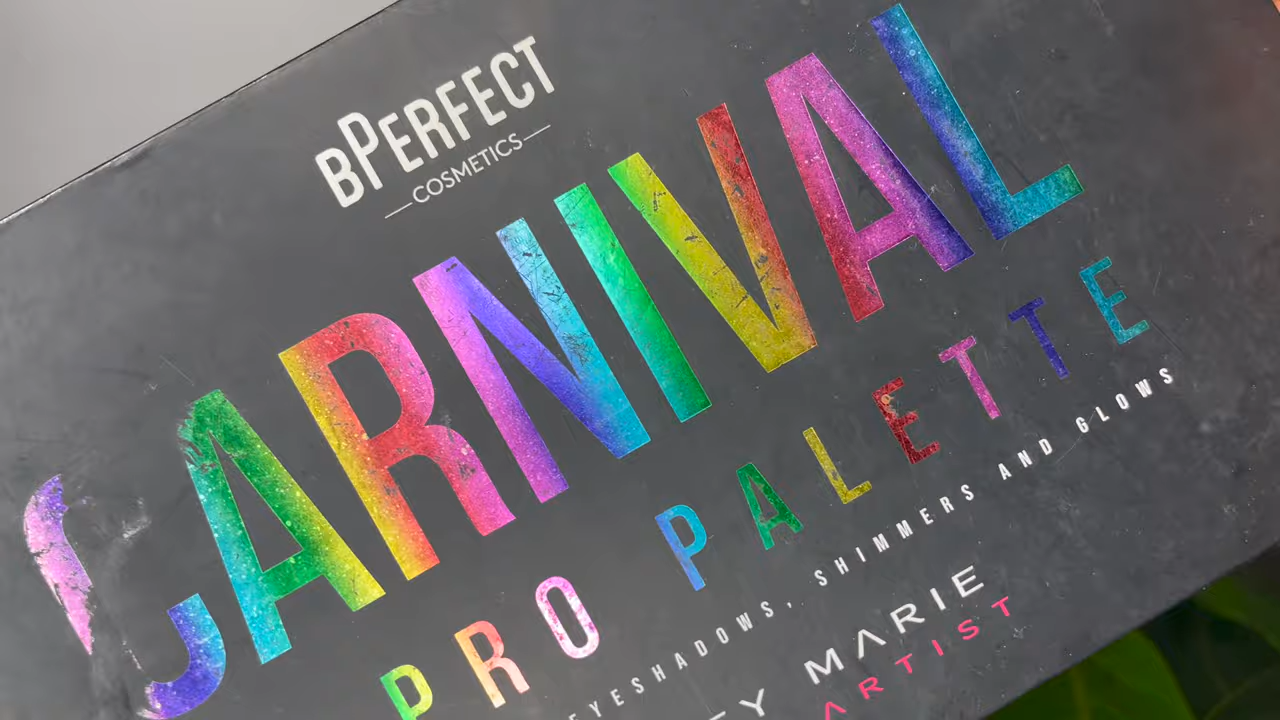 BPERFECT
COSMETICS
CARNIVAL
PRO PALETTE
EYESHADOWS, SHIMMERS AND GLOWS
MARIE
ARTIST